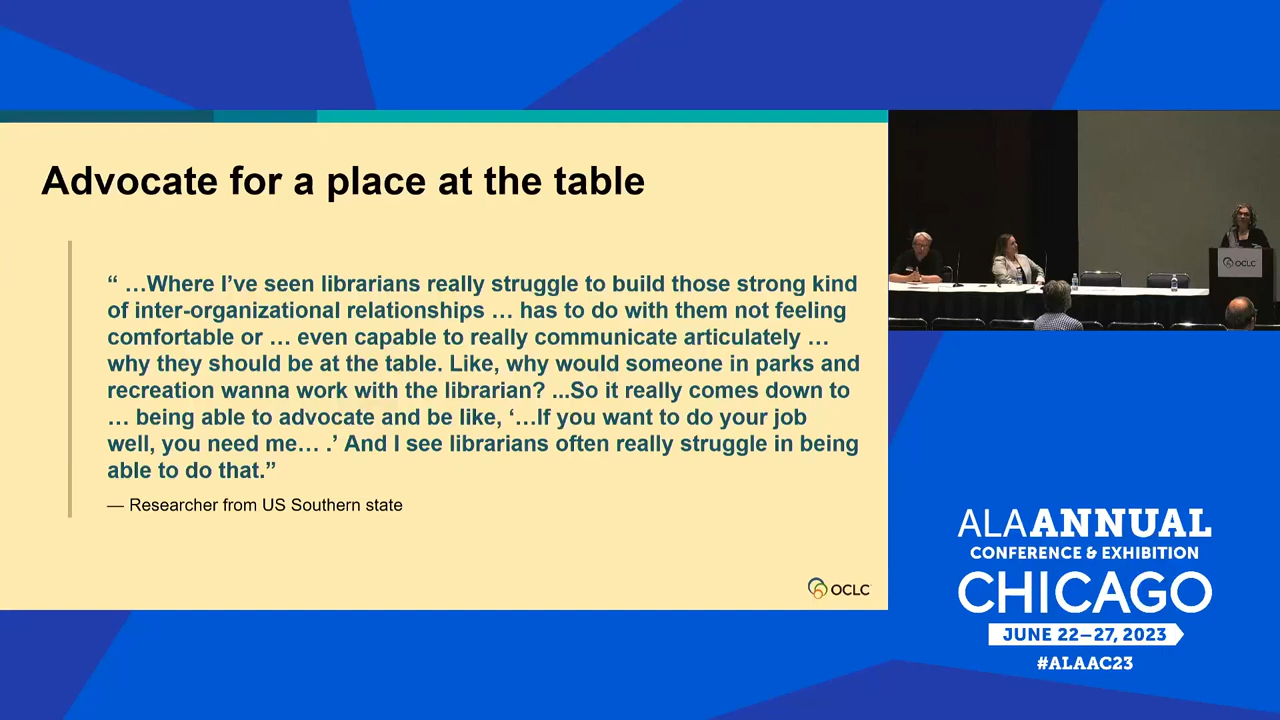 Advocate for a place at the table
“ …Where I’ve seen librarians really struggle to build those strong kind
of inter-organizational relationships … has to do with them not feeling
comfortable or … even capable to really communicate articulately …
why they should be at the table. Like, why would someone in parks and
recreation wanna work with the librarian? ...So it really comes down to
… being able to advocate and be like, ‘…If you want to do your job
well, you need me… .’ And I see librarians often really struggle in being
able to do that.”
— Researcher from US Southern state
OCLC
OCLC
ALAANNUAL
CONFERENCE & EXHIBITION
CHICAGO
JUNE 22–27, 2023
#ALAAC23